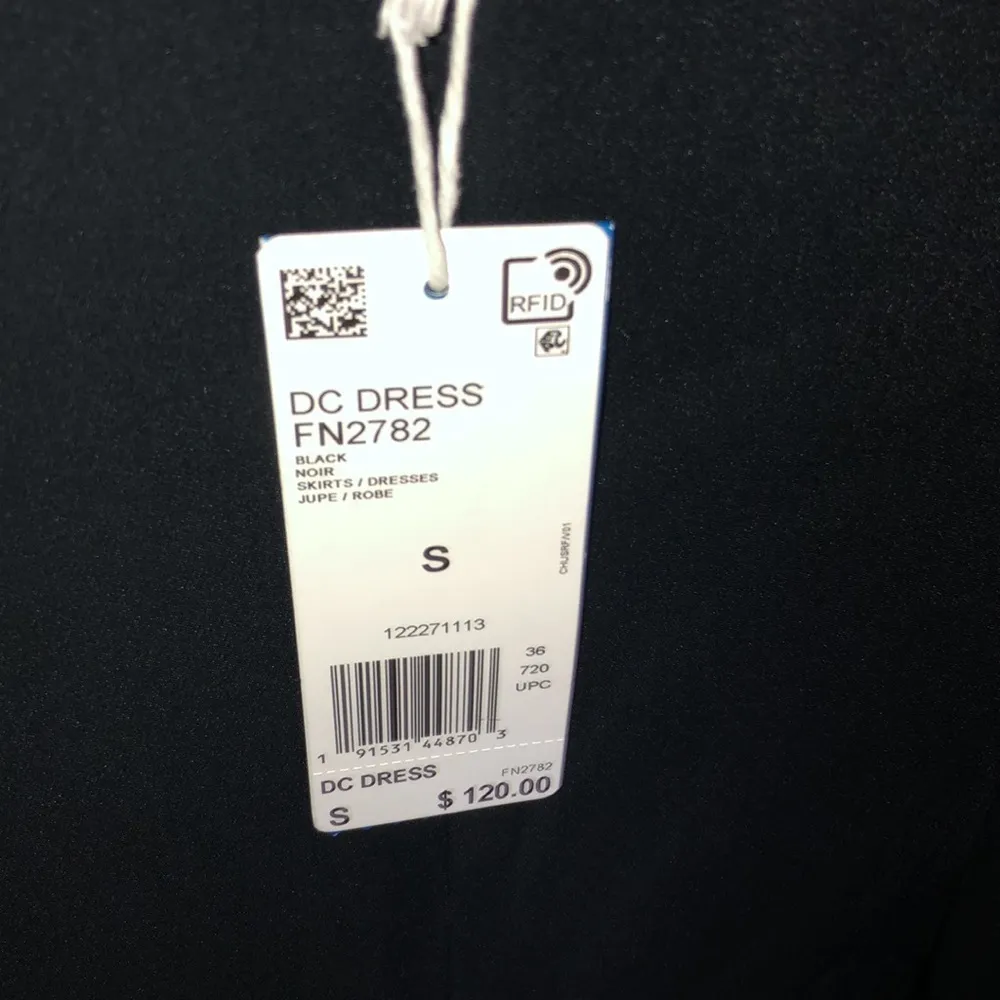 RFID
DC DRESS
FN2782
BLACK
NOIR
SKIRTS / DRESSES
JUPE / ROBE
S
122271113
36
720
UPC
1 91531 44870 3
DC DRESS
FN2782
S
$ 120.00